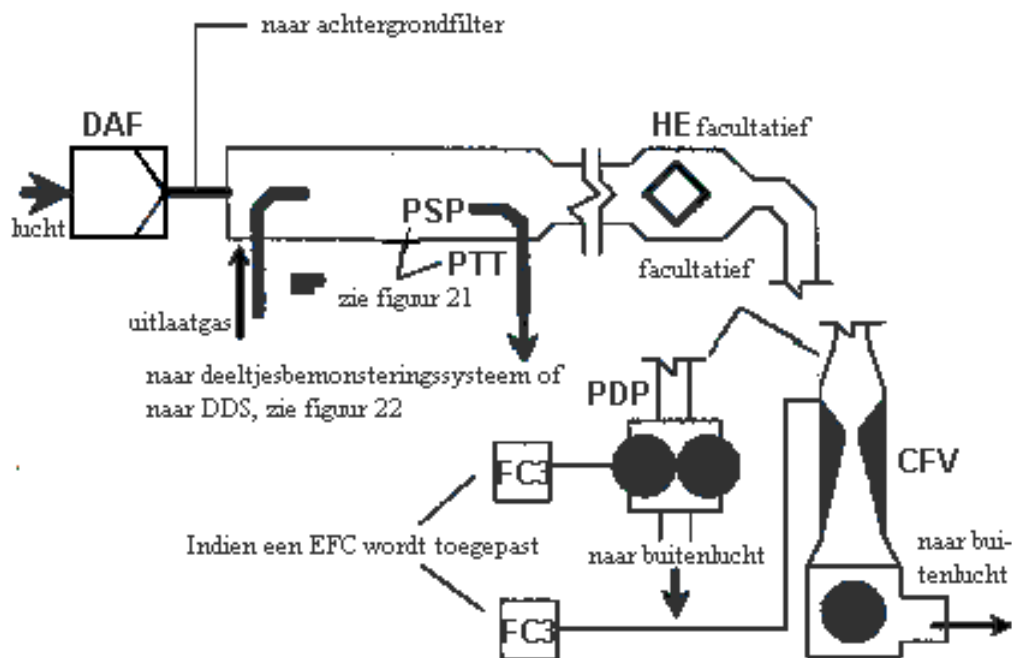 naar achtergrondfilter
DAF
HE facultatief
lucht
PSP
PTT
facultatief
zie figuur 21
uitlaatgas
naar deeltjesbemonsteringssysteem of
naar DDS, zie figuur 22
PDP
CFV
FC3
Indien een EFC wordt toegepast
naar buitenlucht
naar bui-
tenlucht
FC3